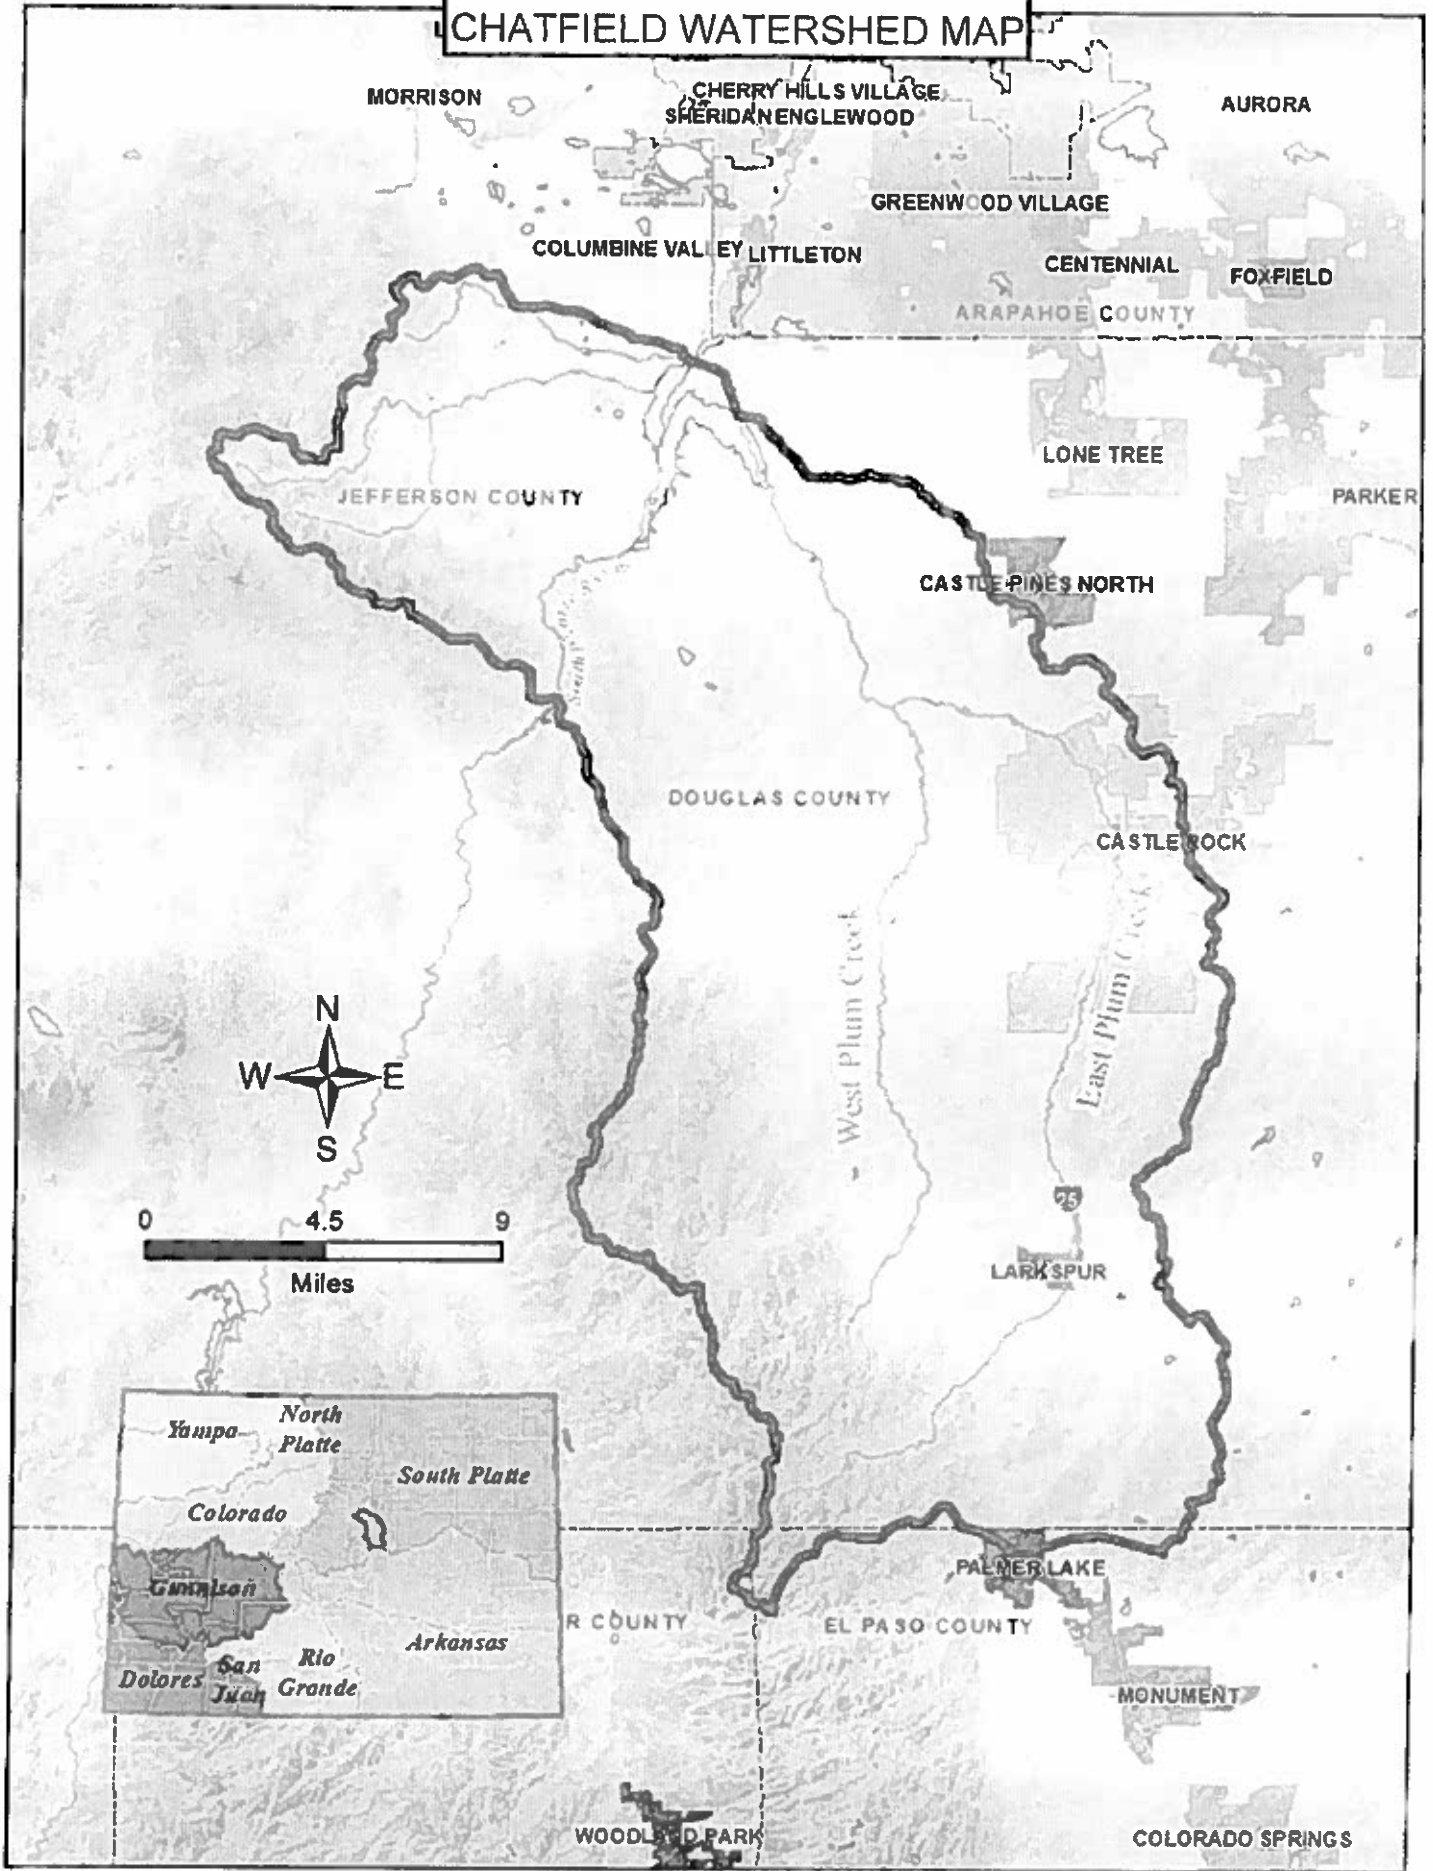 CHATFIELD WATERSHED MAP
MORRISON
CHERRY HILLS VILLAGE
SHERIDAN ENGLEWOOD
AURORA
GREENWOOD VILLAGE
COLUMBINE VALLEY
LITTLETON
CENTENNIAL
FOXFIELD
ARAPAHOE COUNTY
LONE TREE
JEFFERSON COUNTY
PARKER
CASTLE PINES NORTH
South
DOUGLAS COUNTY
CASTLE ROCK
West Plum Creek
East Plum Creek
N
W
E
S
25
0
4.5
9
Miles
LARKSPUR
Yampa
North
Platte
South Platte
Colorado
Gunnison
Arkansas
Dolores
San
Juan
Rio
Grande
R COUNTY
EL PASO COUNTY
PALMER LAKE
MONUMENT
WOODLAND PARK
COLORADO SPRINGS